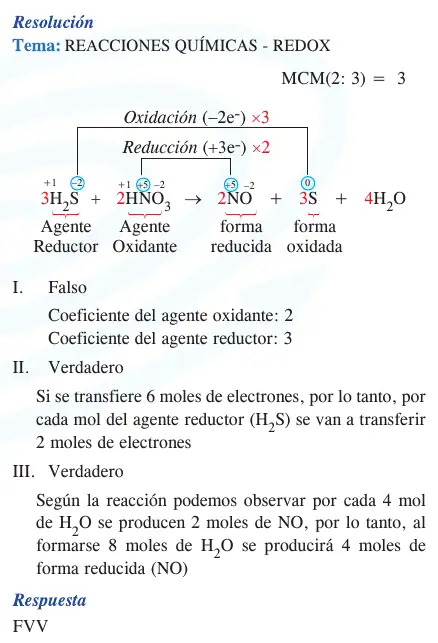 Resolución
Tema: REACCIONES QUÍMICAS - REDOX
MCM(2: 3) = 3
Oxidación (–2e⁻) ×3
Reducción (+3e⁻) ×2
+1 –2 +1 +5 –2 +5 –2 0
3H₂S + 2HNO₃ → 2NO + 3S + 4H₂O
Agente Agente forma forma
Reductor Oxidante reducida oxidada
I. Falso
Coeficiente del agente oxidante: 2
Coeficiente del agente reductor: 3
II. Verdadero
Si se transfiere 6 moles de electrones, por lo tanto, por
cada mol del agente reductor (H₂S) se van a transferir
2 moles de electrones
III. Verdadero
Según la reacción podemos observar por cada 4 mol
de H₂O se producen 2 moles de NO, por lo tanto, al
formarse 8 moles de H₂O se producirá 4 moles de
forma reducida (NO)
Respuesta
FVV